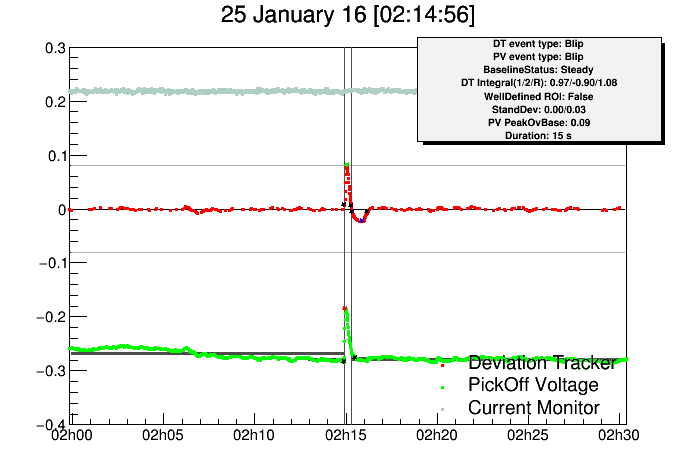 25 January 16 [02:14:56]
DT event type: Blip
PV event type: Blip
BaselineStatus: Steady
DT Integral(1/2/R): 0.97/-0.90/1.08
WellDefined ROI: False
StandDev: 0.00/0.03
PV PeakOvBase: 0.09
Duration: 15 s
0.3
0.2
0.1
0
−0.1
−0.2
−0.3
−0.4
Deviation Tracker
PickOff Voltage
Current Monitor
02h00 02h05 02h10 02h15 02h20 02h25 02h30